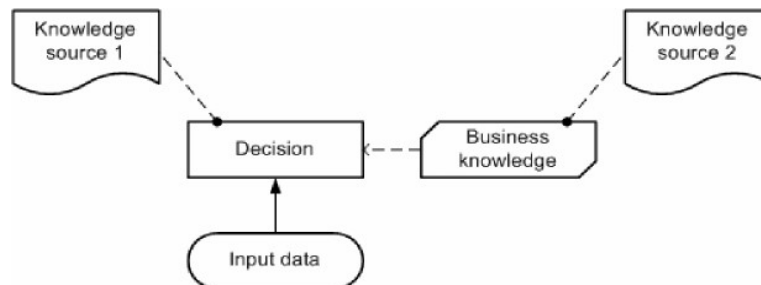 Knowledge
source 1
Knowledge
source 2
Decision
Business
knowledge
Input data